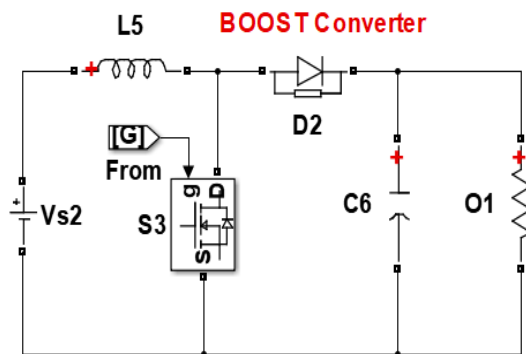 L5
BOOST Converter
D2
[G]
From
g
D
S
S3
Vs2
C6
O1